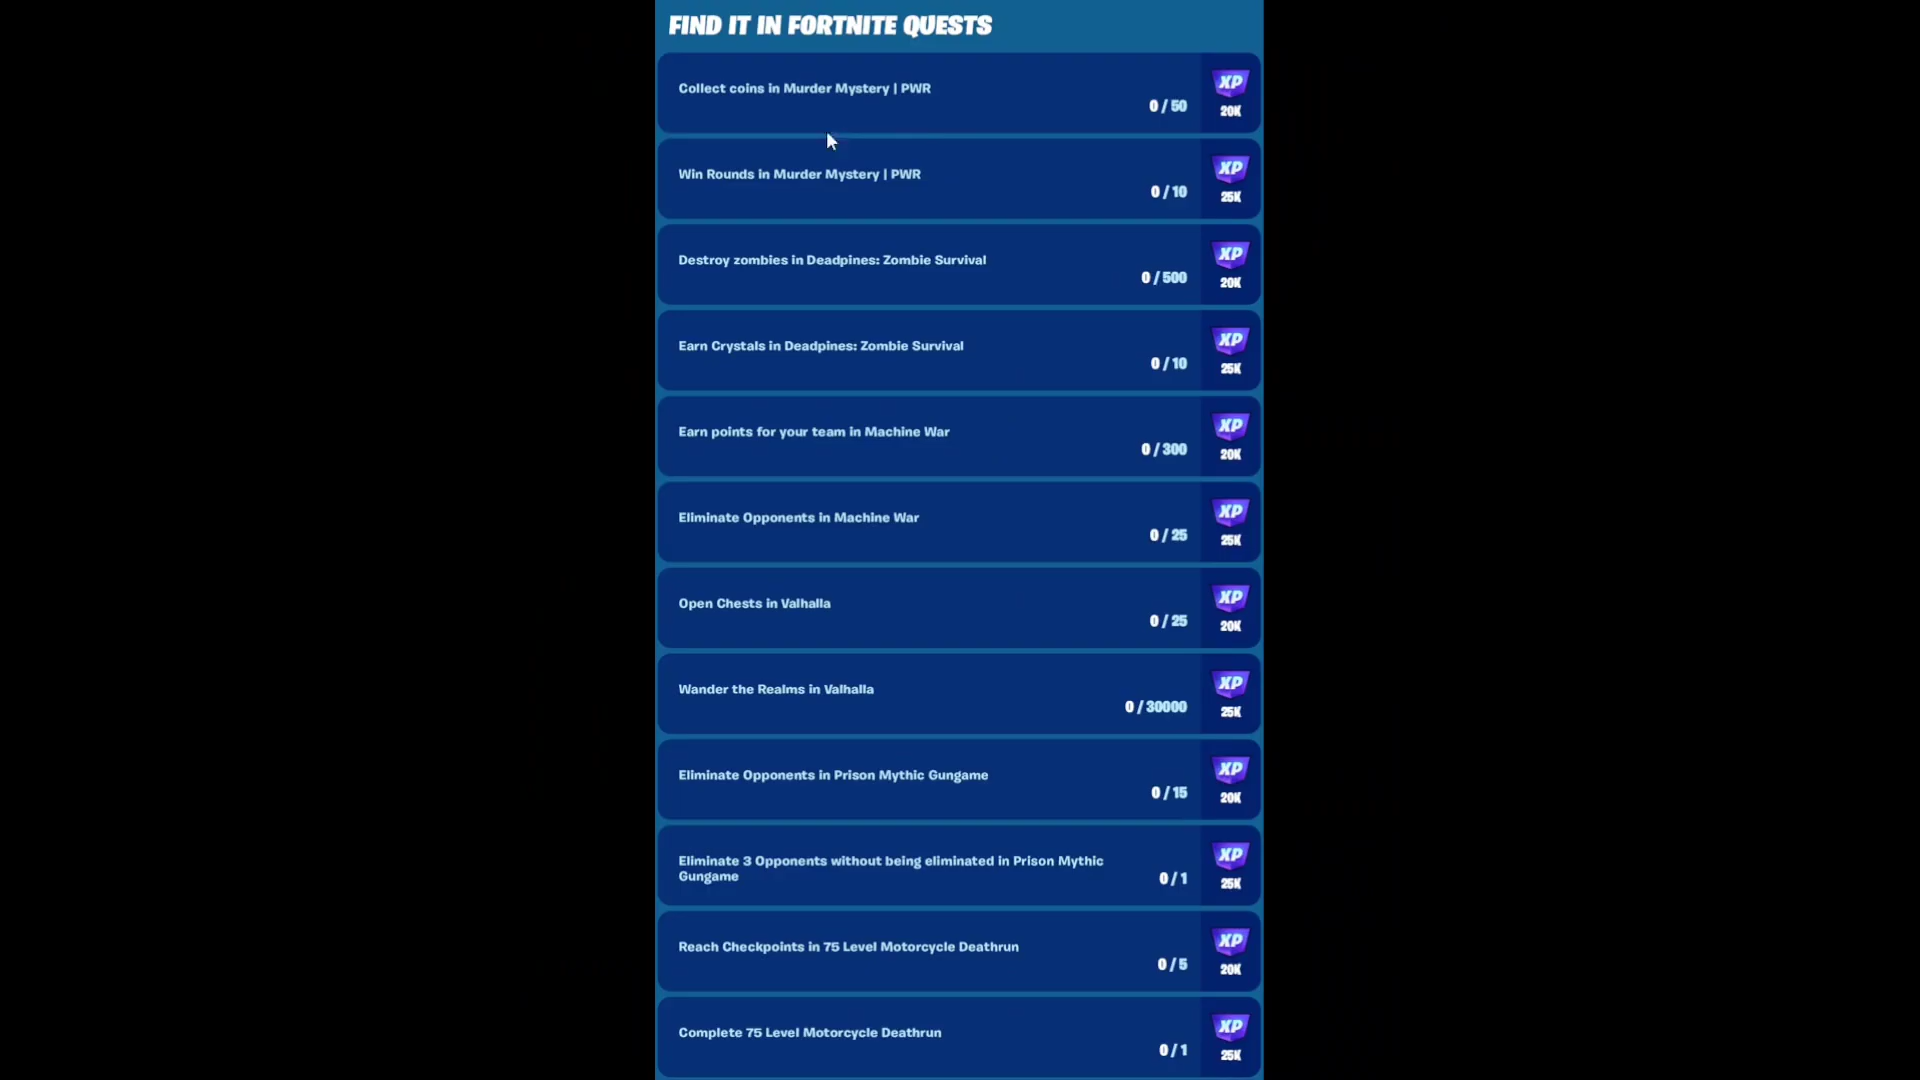 FIND IT IN FORTNITE QUESTS
Collect coins in Murder Mystery | PWR
0 / 50
XP
20K
Win Rounds in Murder Mystery | PWR
0 / 10
XP
25K
Destroy zombies in Deadpines: Zombie Survival
0 / 500
XP
20K
Earn Crystals in Deadpines: Zombie Survival
0 / 10
XP
25K
Earn points for your team in Machine War
0 / 300
XP
20K
Eliminate Opponents in Machine War
0 / 25
XP
25K
Open Chests in Valhalla
0 / 25
XP
20K
Wander the Realms in Valhalla
0 / 30000
XP
25K
Eliminate Opponents in Prison Mythic Gungame
0 / 15
XP
20K
Eliminate 3 Opponents without being eliminated in Prison Mythic
Gungame
0 / 1
XP
25K
Reach Checkpoints in 75 Level Motorcycle Deathrun
0 / 5
XP
20K
Complete 75 Level Motorcycle Deathrun
0 / 1
XP
25K